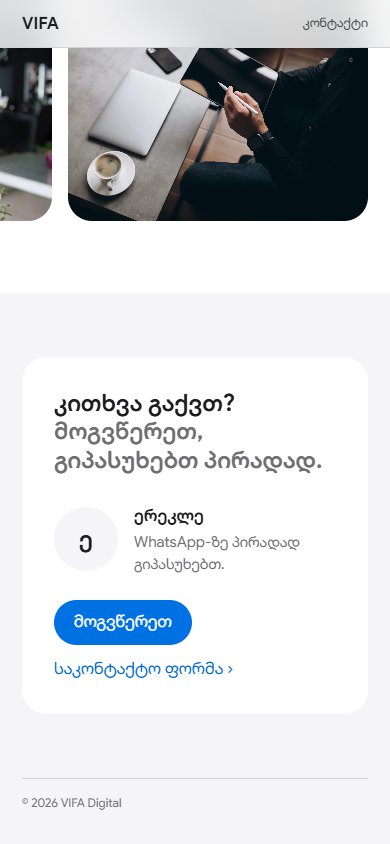 VIFA
კონტაქტი
კითხვა გაქვთ?
მოგვწერეთ,
გიპასუხებთ პირადად.
ე
ერეკლე
WhatsApp-ზე პირადად
გიპასუხებთ.
მოგვწერეთ
საკონტაქტო ფორმა ›
© 2026 VIFA Digital